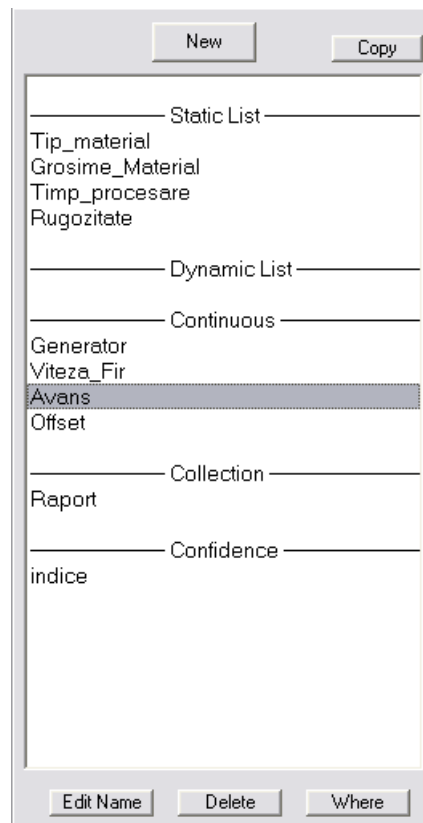 New
Copy
Static List
Tip_material
Grosime_Material
Timp_procesare
Rugozitate
Dynamic List
Continuous
Generator
Viteza_Fir
Avans
Offset
Collection
Raport
Confidence
indice
Edit Name Delete Where